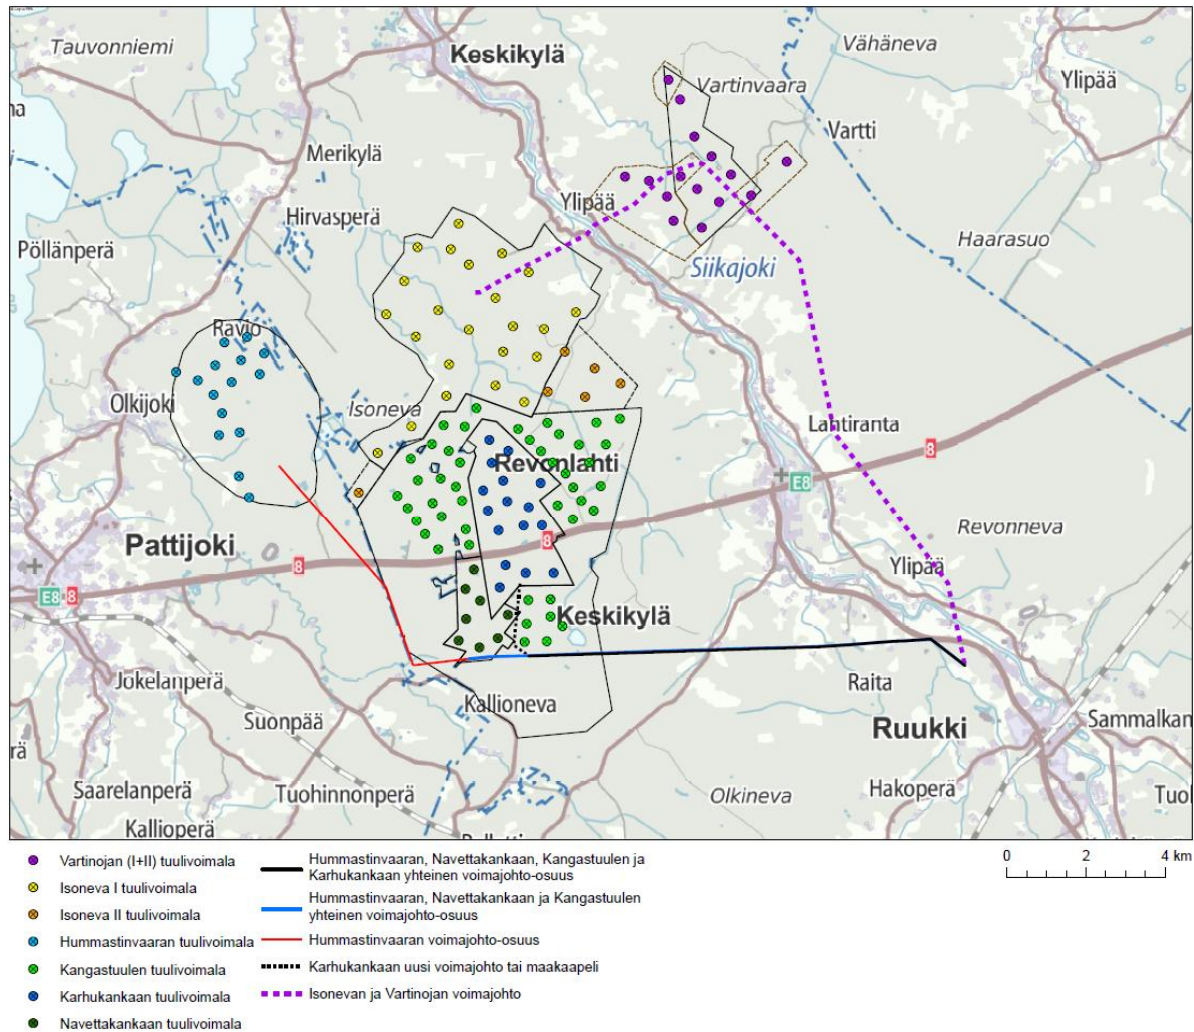 Tauvonniemi
Keskikylä
Vähäneva
Ylipää
Vartinvaara
Vartti
Merikylä
Ylipää
Hirvasperä
Haarasuo
Pöllänperä
Siikajoki
Ravio
Olkijoki
Isoneva
Lahtiranta
Revonlahti
8
E8
Revonneva
Pattijoki
8
8
Ylipää
E8 8
Keskikylä
Jokelanperä
Raita
Kallioneva
Suonpää
Ruukki
Sammalkan
rä
Saarelanperä
Tuohinnonperä
Olkineva
Hakoperä
Tuo
Kallioperä
Vartinojan (I+II) tuulivoimala
Isoneva I tuulivoimala
Isoneva II tuulivoimala
Hummastinvaaran tuulivoimala
Kangastuulen tuulivoimala
Karhukankaan tuulivoimala
Navettakankaan tuulivoimala
Hummastinvaaran, Navettakankaan, Kangastuulen ja
Karhukankaan yhteinen voimajohto-osuus
Hummastinvaaran, Navettakankaan ja Kangastuulen
yhteinen voimajohto-osuus
Hummastinvaaran voimajohto-osuus
Karhukankaan uusi voimajohto tai maakaapeli
Isonevan ja Vartinojan voimajohto
0 2 4 km